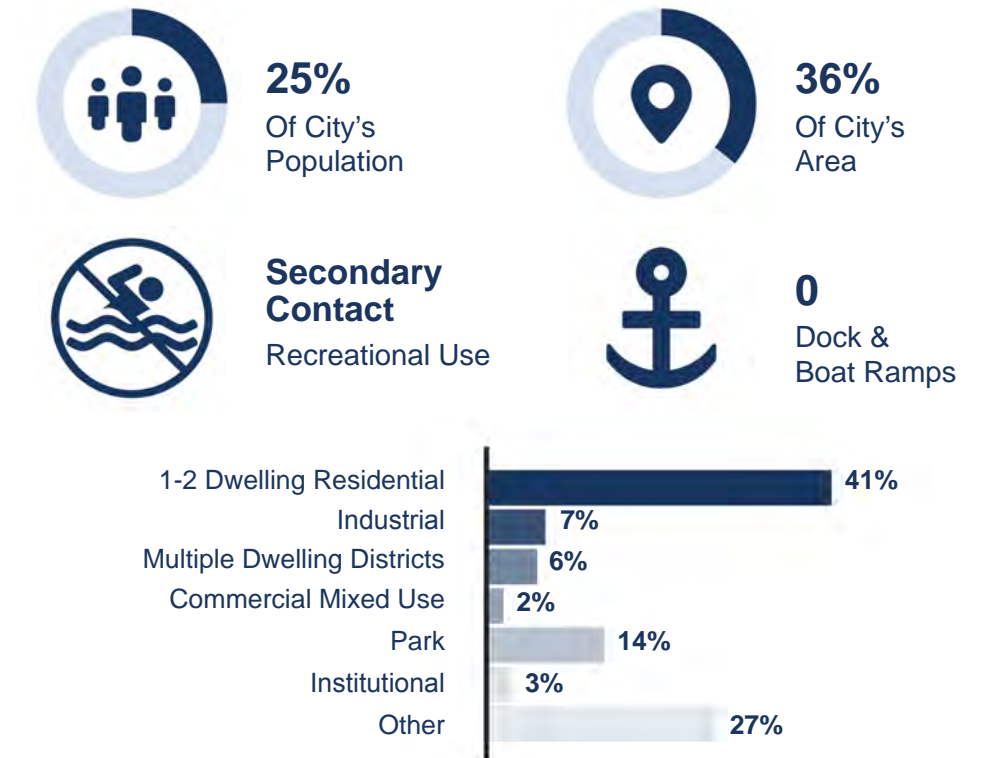 25%
Of City's
Population
36%
Of City's
Area
Secondary
Contact
Recreational Use
0
Dock &
Boat Ramps
1-2 Dwelling Residential 41%
Industrial 7%
Multiple Dwelling Districts 6%
Commercial Mixed Use 2%
Park 14%
Institutional 3%
Other 27%